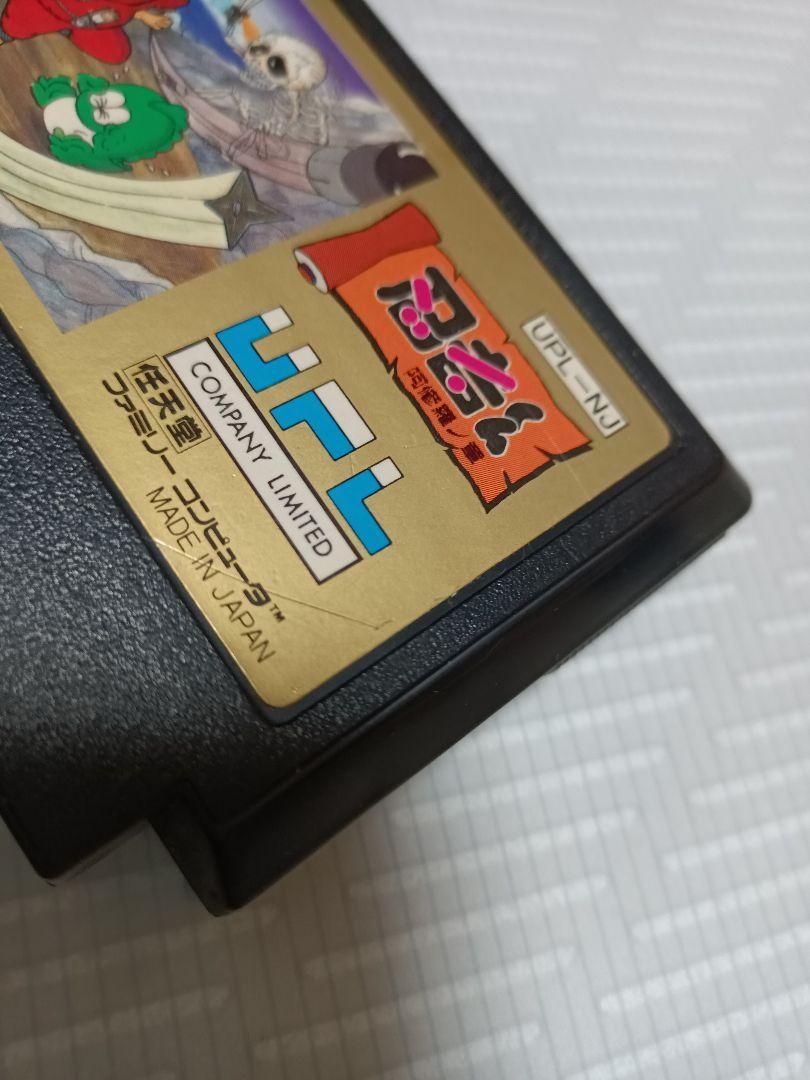 UPL-NJ
忍者くん
阿修羅ノ章
UPL
COMPANY LIMITED
任天堂
ファミリーコンピュータ™
MADE IN JAPAN